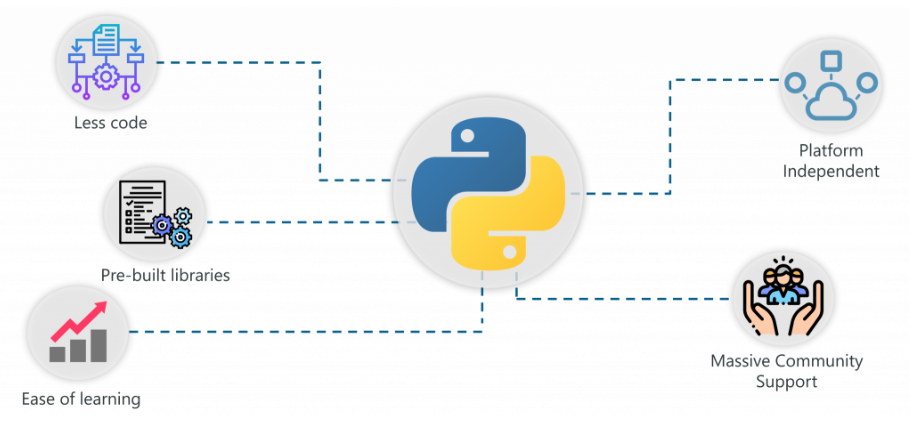 Less code
Platform
Independent
Pre-built libraries
Massive Community
Support
Ease of learning